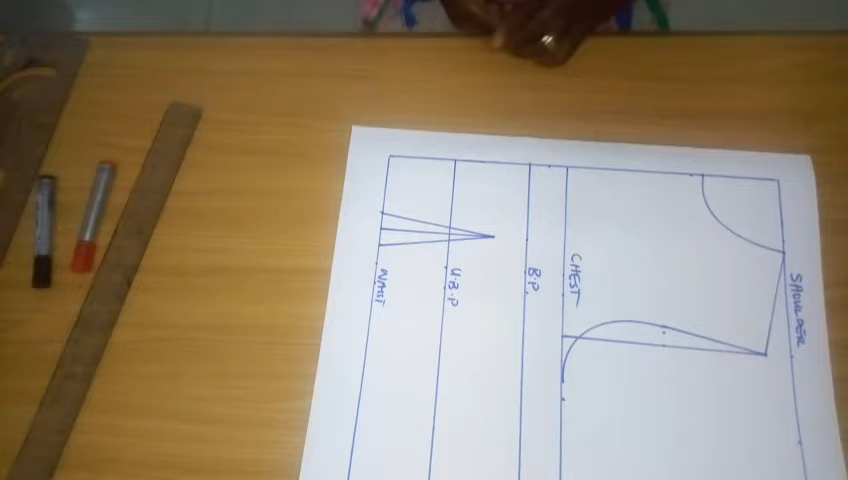 SHOULDER
CHEST
B.P.
U.B.P
WAIST